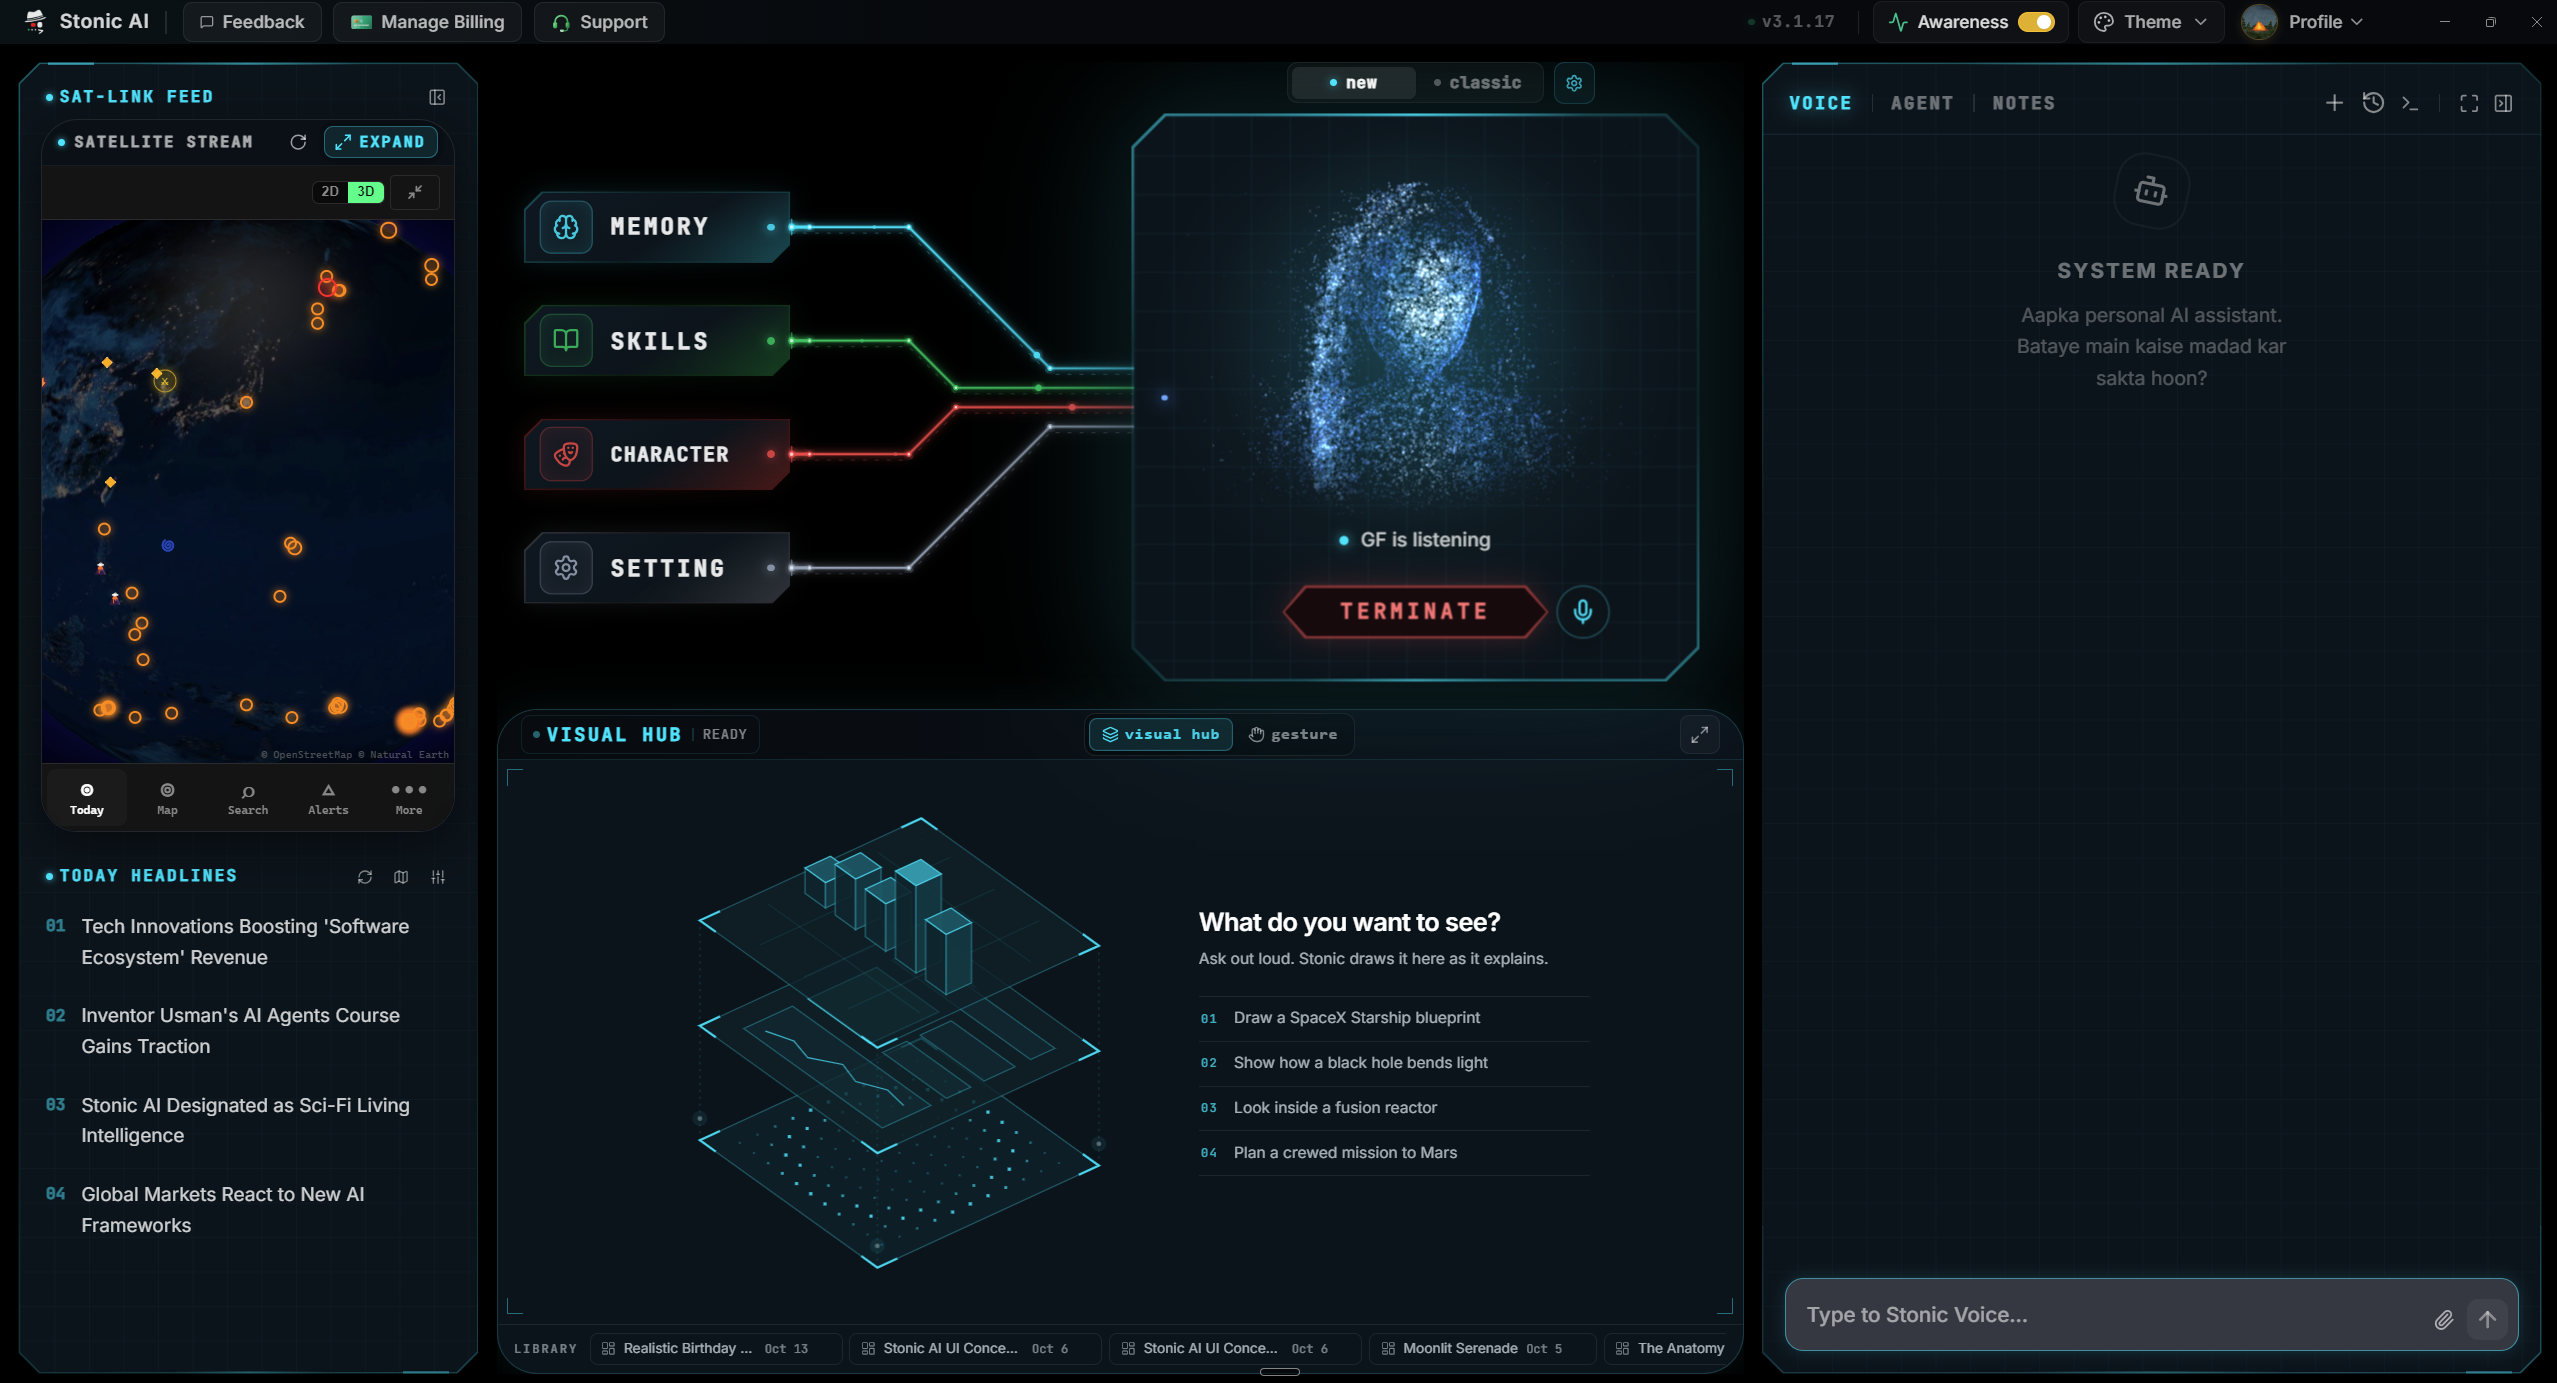 Stonic AI
Feedback
Manage Billing
Support
v3.1.17
Awareness
Theme
Profile
SAT-LINK FEED
SATELLITE STREAM
EXPAND
2D 3D
© OpenStreetMap © Natural Earth
Today
Map
Search
Alerts
More
TODAY HEADLINES
01 Tech Innovations Boosting 'Software
Ecosystem' Revenue
02 Inventor Usman's AI Agents Course
Gains Traction
03 Stonic AI Designated as Sci-Fi Living
Intelligence
04 Global Markets React to New AI
Frameworks
new
classic
MEMORY
SKILLS
CHARACTER
SETTING
GF is listening
TERMINATE
VISUAL HUB
READY
visual hub
gesture
What do you want to see?
Ask out loud. Stonic draws it here as it explains.
01 Draw a SpaceX Starship blueprint
02 Show how a black hole bends light
03 Look inside a fusion reactor
04 Plan a crewed mission to Mars
LIBRARY
Realistic Birthday ... Oct 13
Stonic AI UI Conce... Oct 6
Stonic AI UI Conce... Oct 6
Moonlit Serenade Oct 5
The Anatomy
VOICE
AGENT
NOTES
SYSTEM READY
Aapka personal AI assistant.
Bataye main kaise madad kar
sakta hoon?
Type to Stonic Voice...